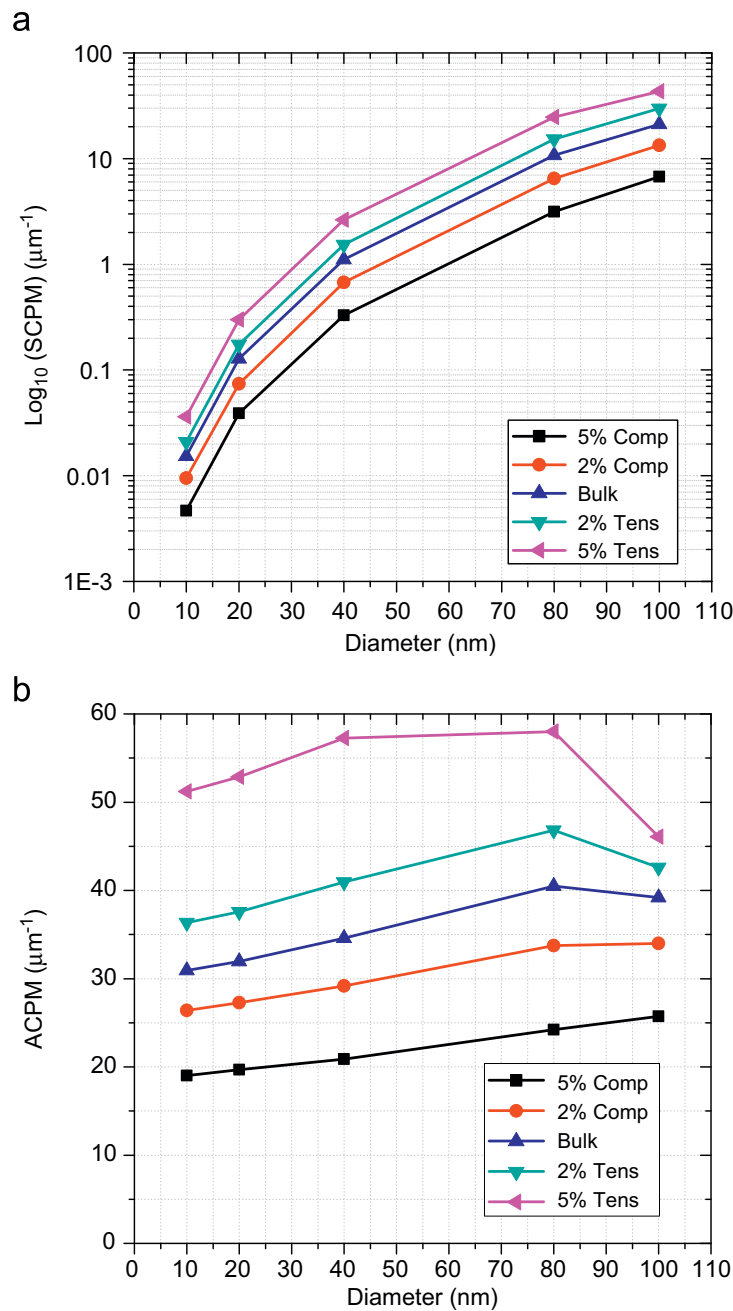 a
100
10
1
0.1
0.01
1E-3
Log₁₀ (SCPM) (μm⁻¹)
5% Comp
2% Comp
Bulk
2% Tens
5% Tens
0 10 20 30 40 50 60 70 80 90 100 110
Diameter (nm)
b
60
50
40
30
20
10
0
ACPM (μm⁻¹)
5% Comp
2% Comp
Bulk
2% Tens
5% Tens
0 10 20 30 40 50 60 70 80 90 100 110
Diameter (nm)